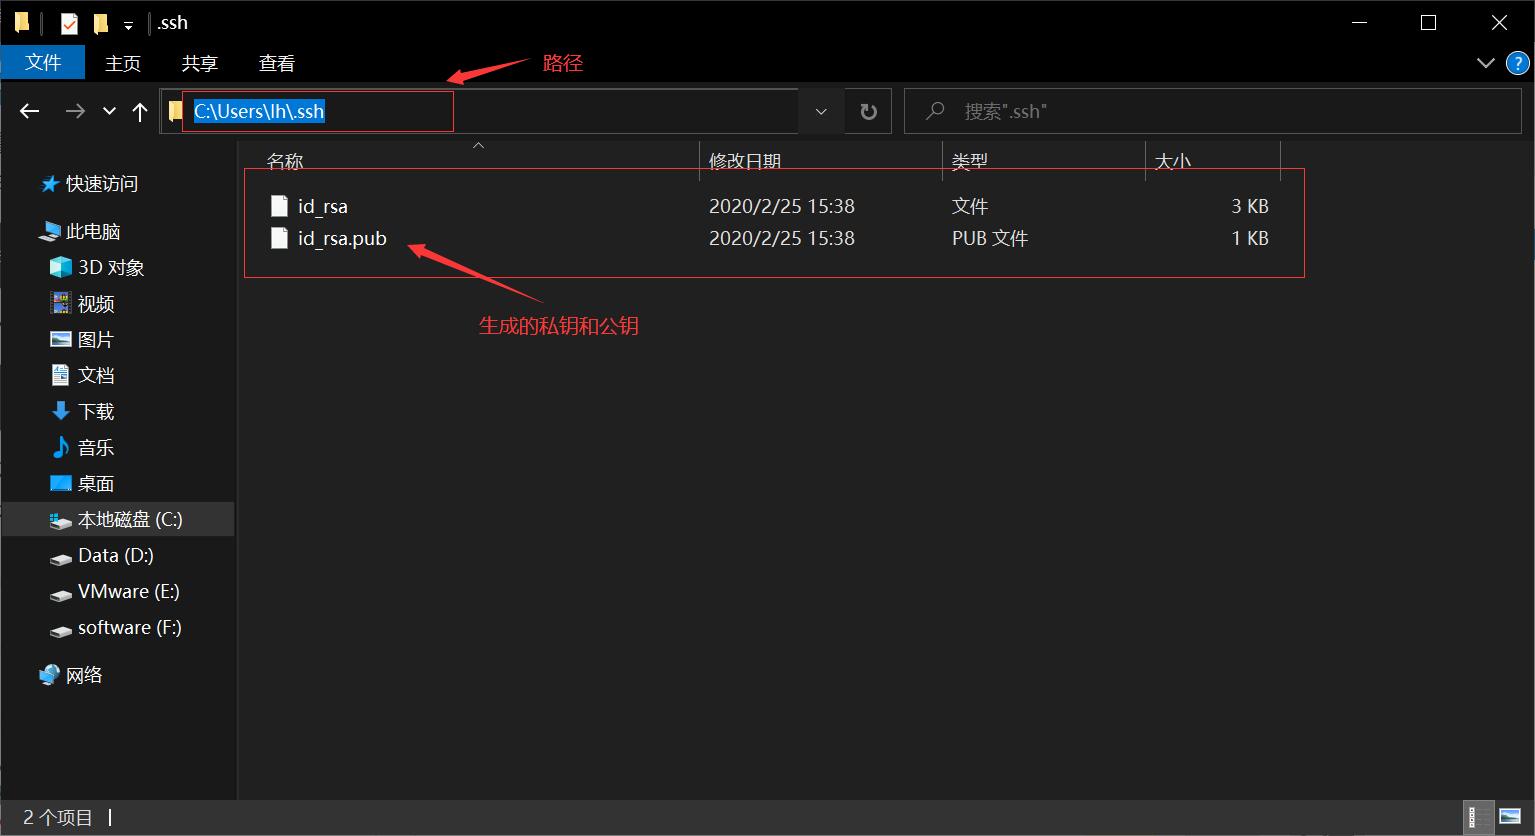 .ssh
文件 主页 共享 查看
路径
C:\Users\lh\.ssh
搜索".ssh"
名称 修改日期 类型 大小
id_rsa 2020/2/25 15:38 文件 3 KB
id_rsa.pub 2020/2/25 15:38 PUB 文件 1 KB
生成的私钥和公钥
快速访问
此电脑
3D 对象
视频
图片
文档
下载
音乐
桌面
本地磁盘 (C:)
Data (D:)
VMware (E:)
software (F:)
网络
2 个项目